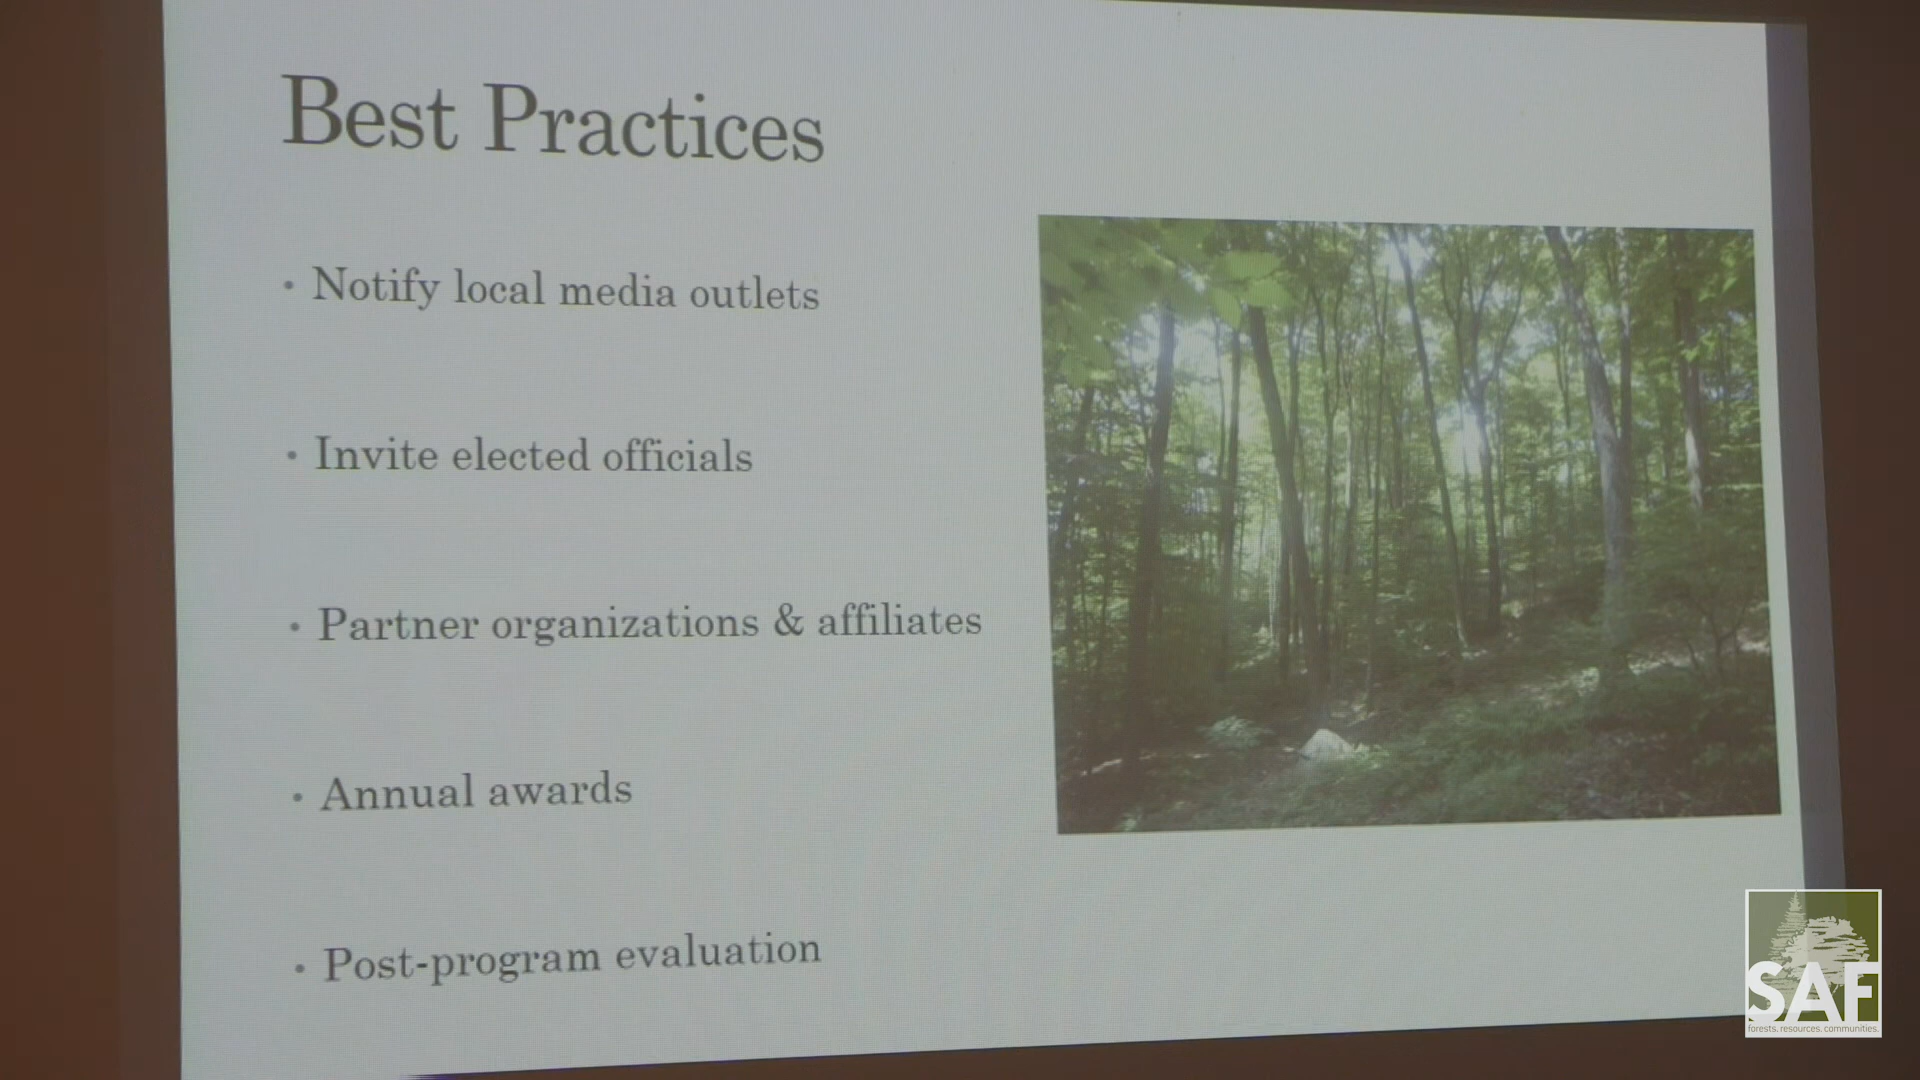 Best Practices
• Notify local media outlets
• Invite elected officials
• Partner organizations & affiliates
• Annual awards
• Post-program evaluation
SAF
forests. resources. communities.